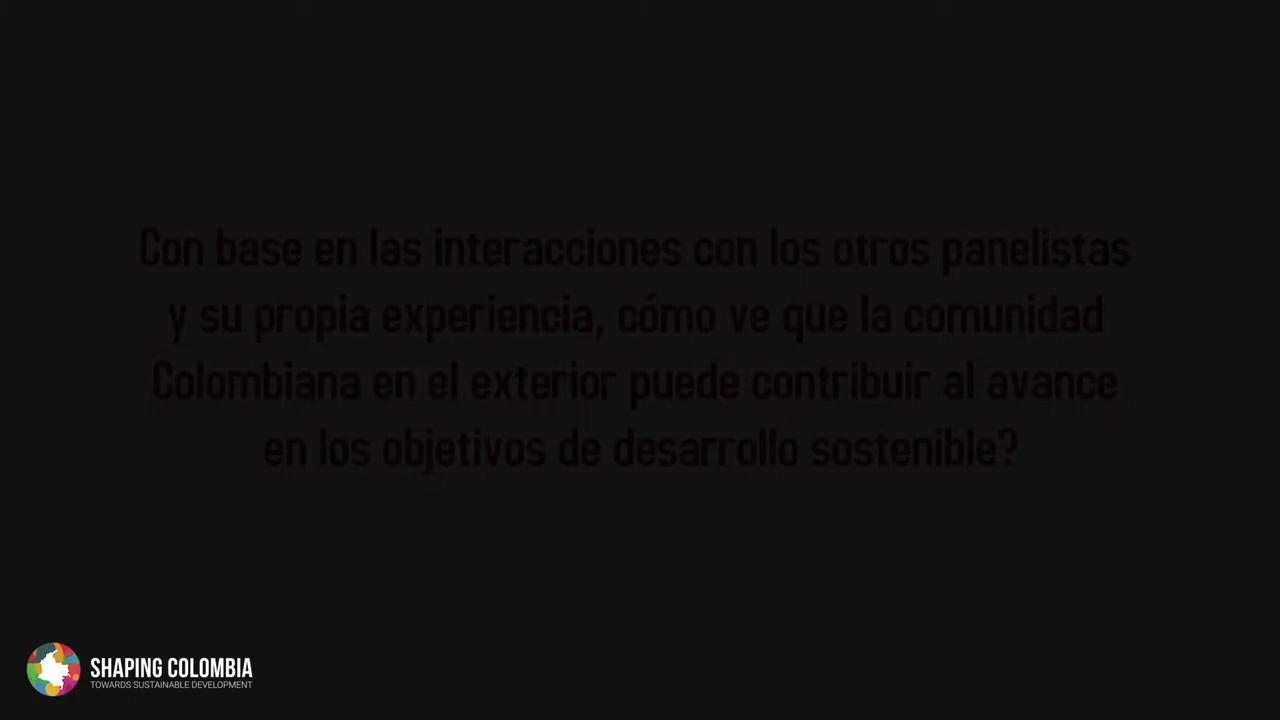 Con base en las interacciones con los otros panelistas
y su propia experiencia, cómo ve que la comunidad
Colombiana en el exterior puede contribuir al avance
en los objetivos de desarrollo sostenible?
SHAPING COLOMBIA
TOWARDS SUSTAINABLE DEVELOPMENT